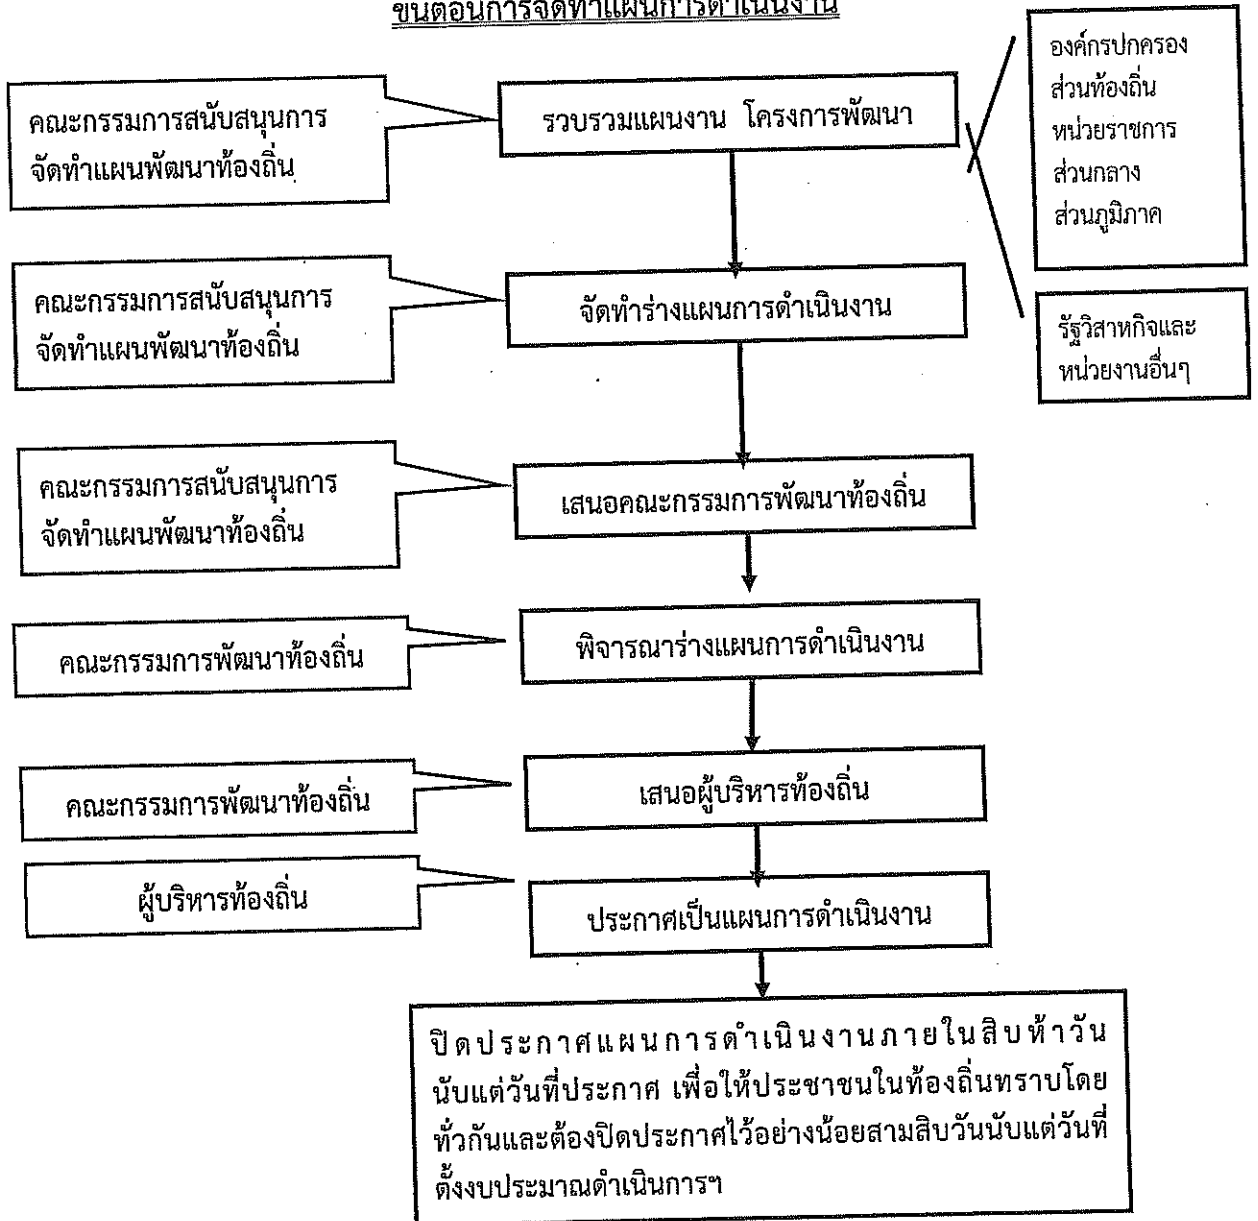 ขั้นตอนการจัดทำแผนการดำเนินงาน
คณะกรรมการสนับสนุนการ
จัดทำแผนพัฒนาท้องถิ่น
รวบรวมแผนงาน โครงการพัฒนา
องค์กรปกครอง
ส่วนท้องถิ่น
หน่วยราชการ
ส่วนกลาง
ส่วนภูมิภาค
คณะกรรมการสนับสนุนการ
จัดทำแผนพัฒนาท้องถิ่น
จัดทำร่างแผนการดำเนินงาน
รัฐวิสาหกิจและ
หน่วยงานอื่นๆ
คณะกรรมการสนับสนุนการ
จัดทำแผนพัฒนาท้องถิ่น
เสนอคณะกรรมการพัฒนาท้องถิ่น
คณะกรรมการพัฒนาท้องถิ่น
พิจารณาร่างแผนการดำเนินงาน
คณะกรรมการพัฒนาท้องถิ่น
เสนอผู้บริหารท้องถิ่น
ผู้บริหารท้องถิ่น
ประกาศเป็นแผนการดำเนินงาน
ปิดประกาศแผนการดำเนินงานภายในสิบห้าวัน
นับแต่วันที่ประกาศ เพื่อให้ประชาชนในท้องถิ่นทราบโดย
ทั่วกันและต้องปิดประกาศไว้อย่างน้อยสามสิบวันนับแต่วันที่
ตั้งงบประมาณดำเนินการฯ